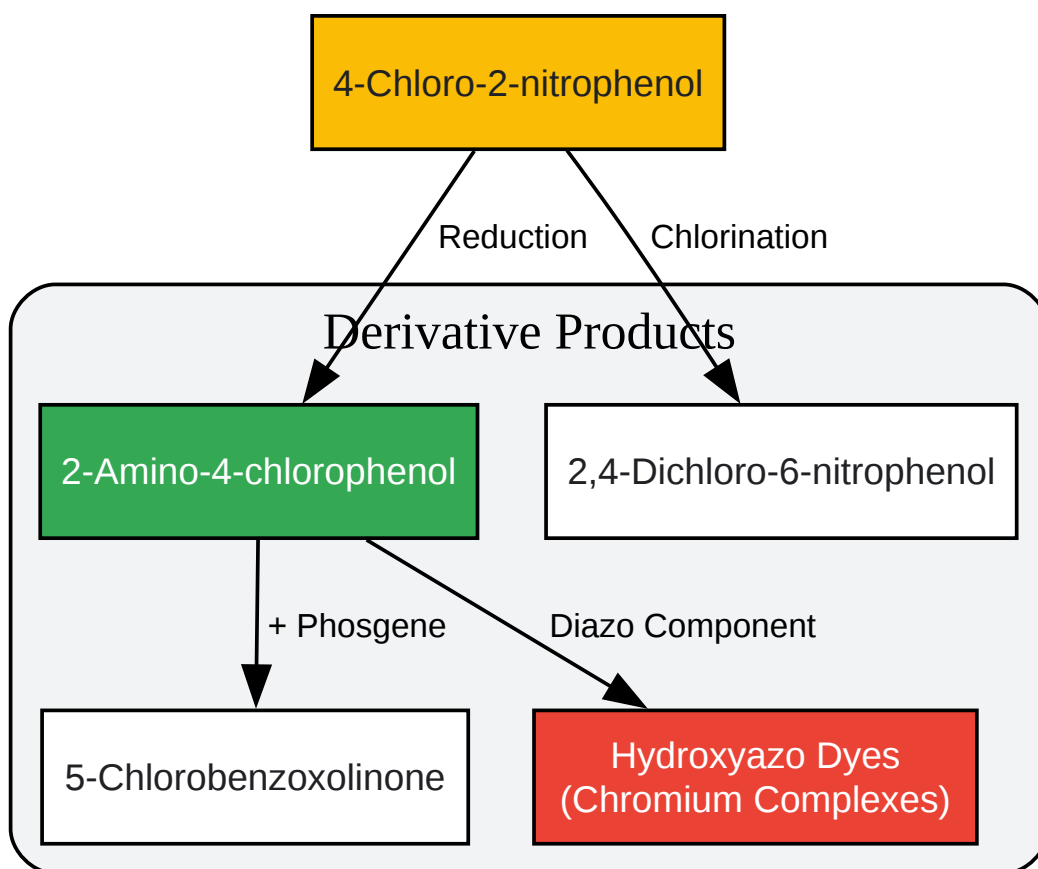 4-Chloro-2-nitrophenol
Reduction
Chlorination
Derivative Products
2-Amino-4-chlorophenol
2,4-Dichloro-6-nitrophenol
+ Phosgene
Diazo Component
5-Chlorobenzoxolinone
Hydroxyazo Dyes
(Chromium Complexes)